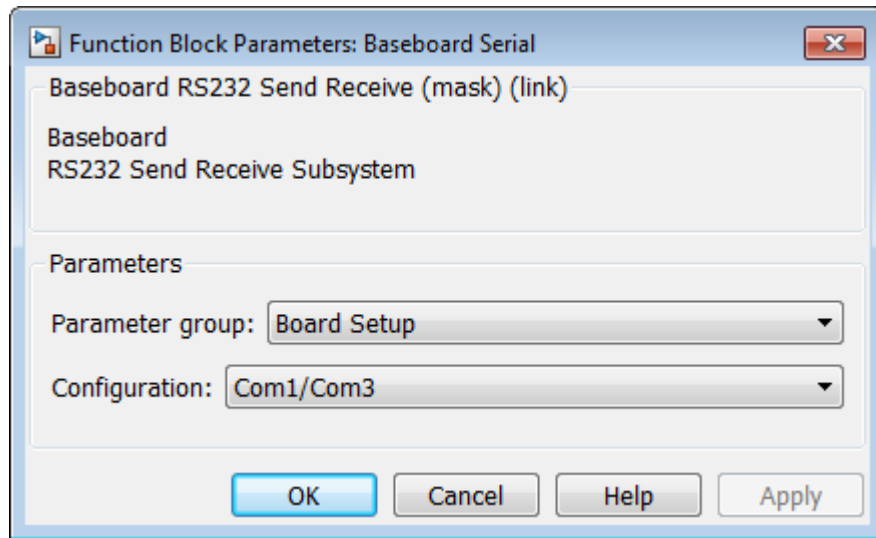 Function Block Parameters: Baseboard Serial
Baseboard RS232 Send Receive (mask) (link)
Baseboard
RS232 Send Receive Subsystem
Parameters
Parameter group: Board Setup
Configuration: Com1/Com3
OK Cancel Help Apply